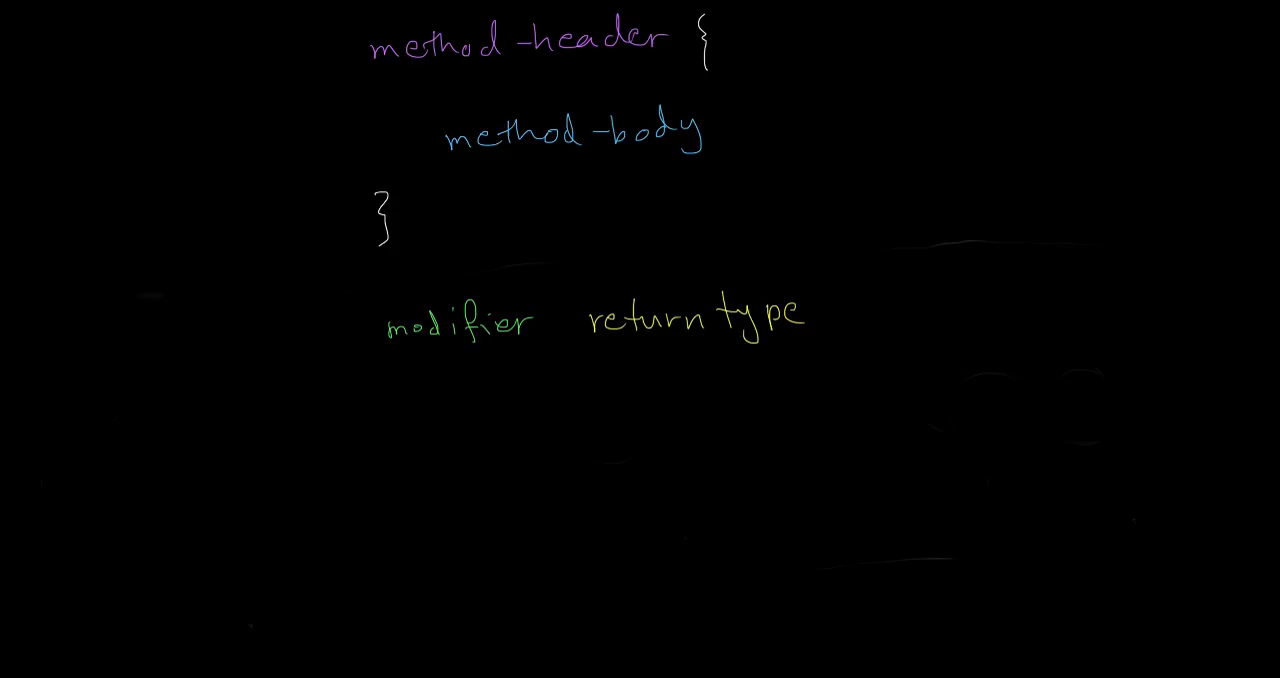 method-header {
method-body
}
modifier returntype